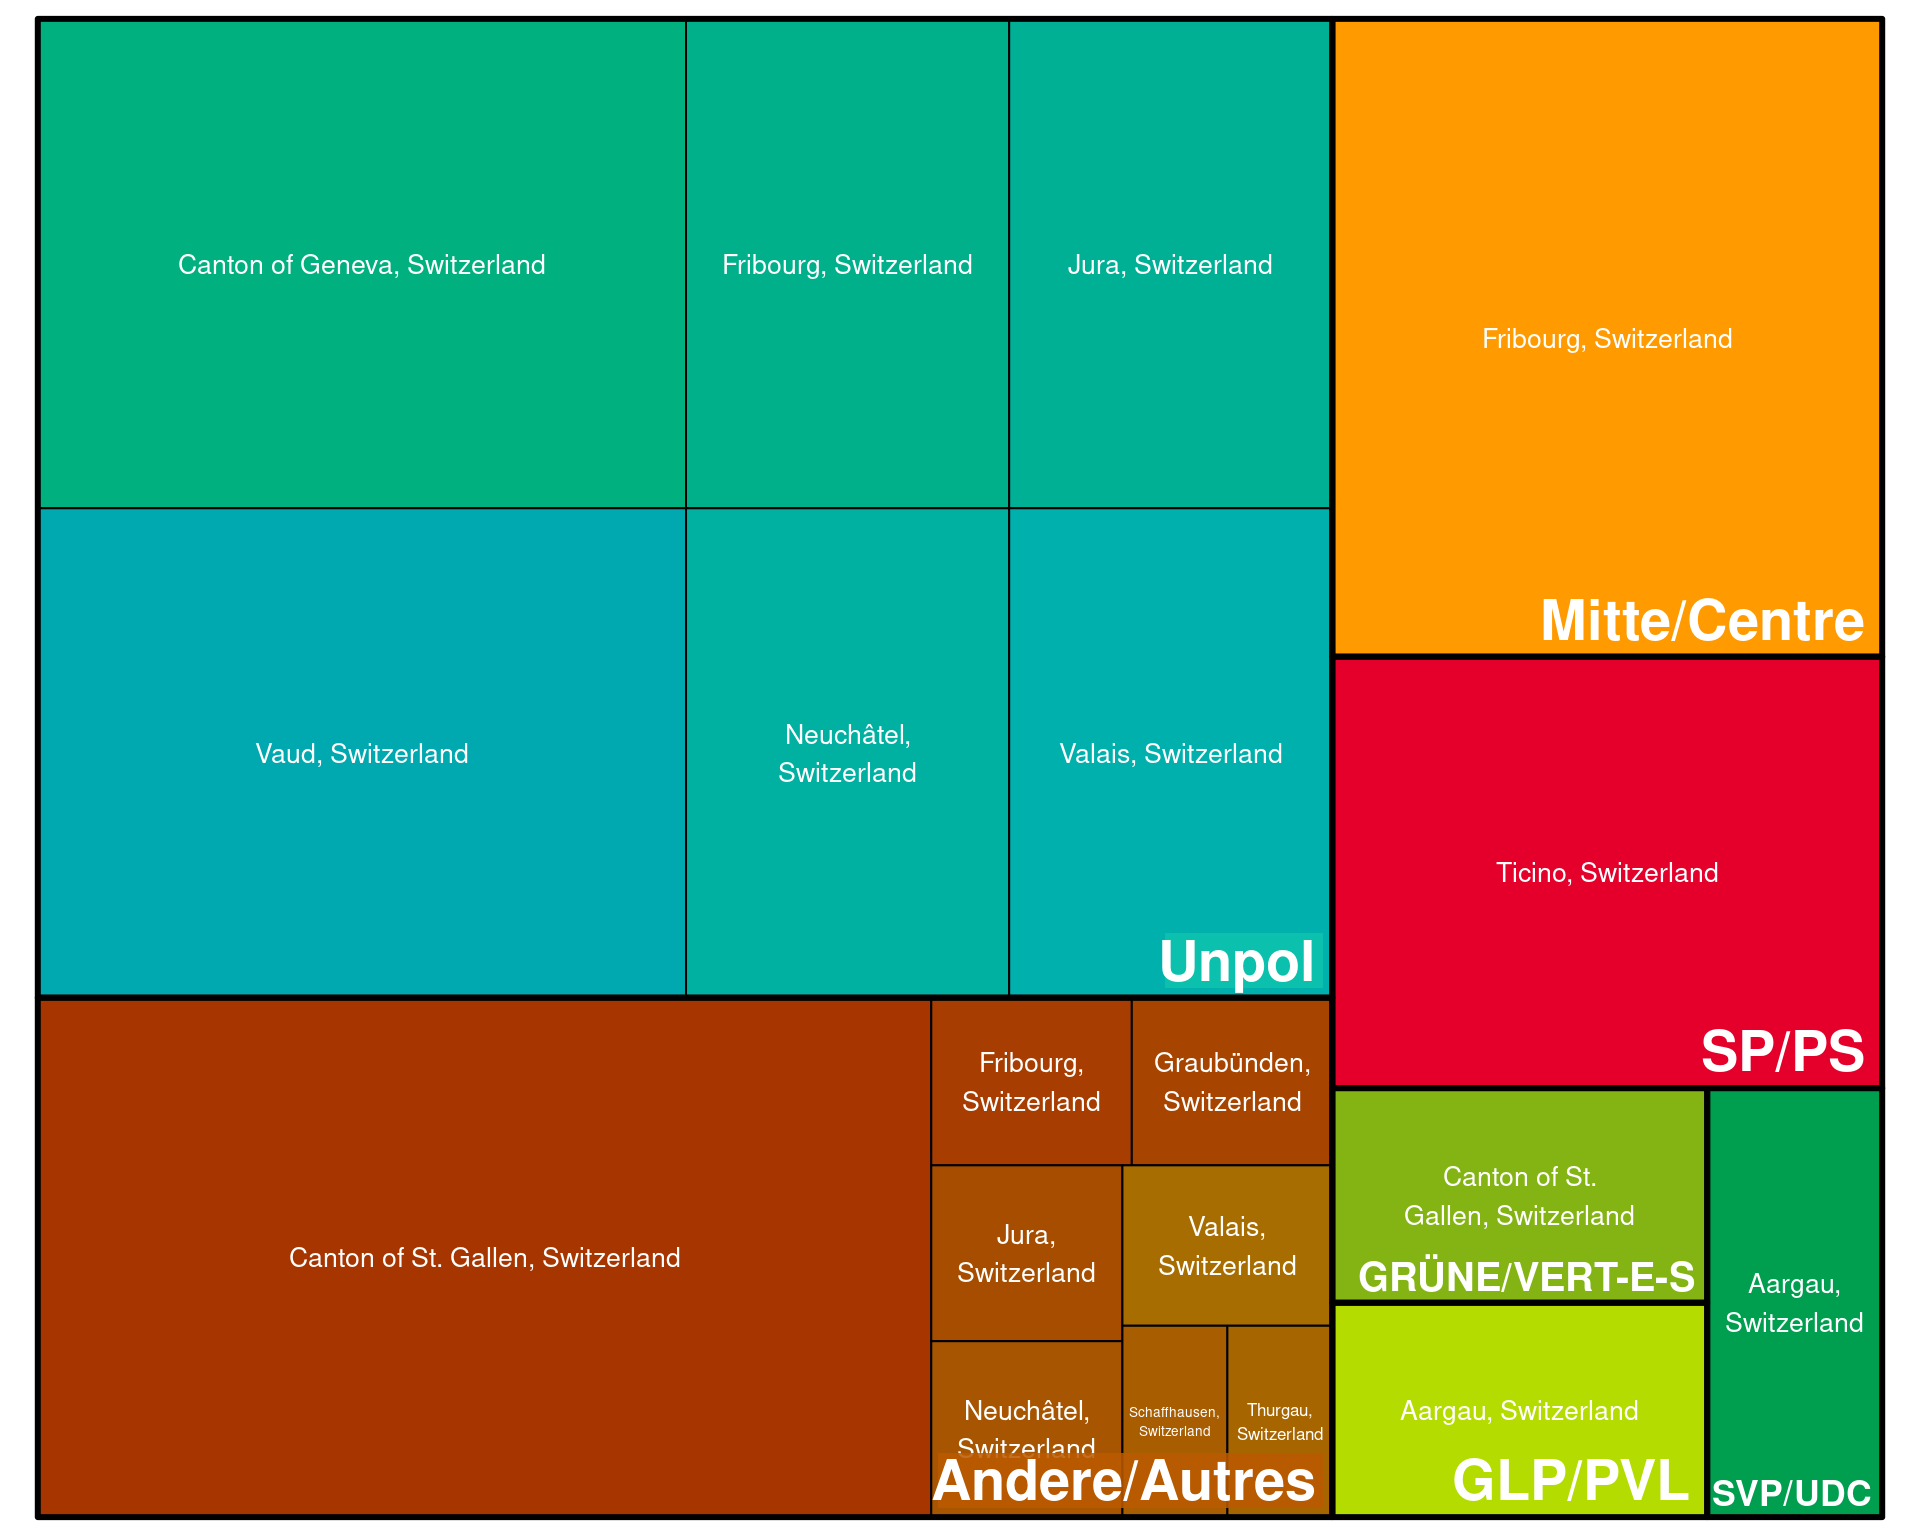 Canton of Geneva, Switzerland
Fribourg, Switzerland
Jura, Switzerland
Vaud, Switzerland
Neuchâtel,
Switzerland
Valais, Switzerland
Unpol
Fribourg, Switzerland
Mitte/Centre
Ticino, Switzerland
SP/PS
Canton of St. Gallen, Switzerland
Fribourg,
Switzerland
Graubünden,
Switzerland
Jura,
Switzerland
Valais,
Switzerland
Neuchâtel,
Switzerland
Schaffhausen,
Switzerland
Thurgau,
Switzerland
Andere/Autres
Canton of St.
Gallen, Switzerland
GRÜNE/VERT-E-S
Aargau, Switzerland
GLP/PVL
Aargau,
Switzerland
SVP/UDC